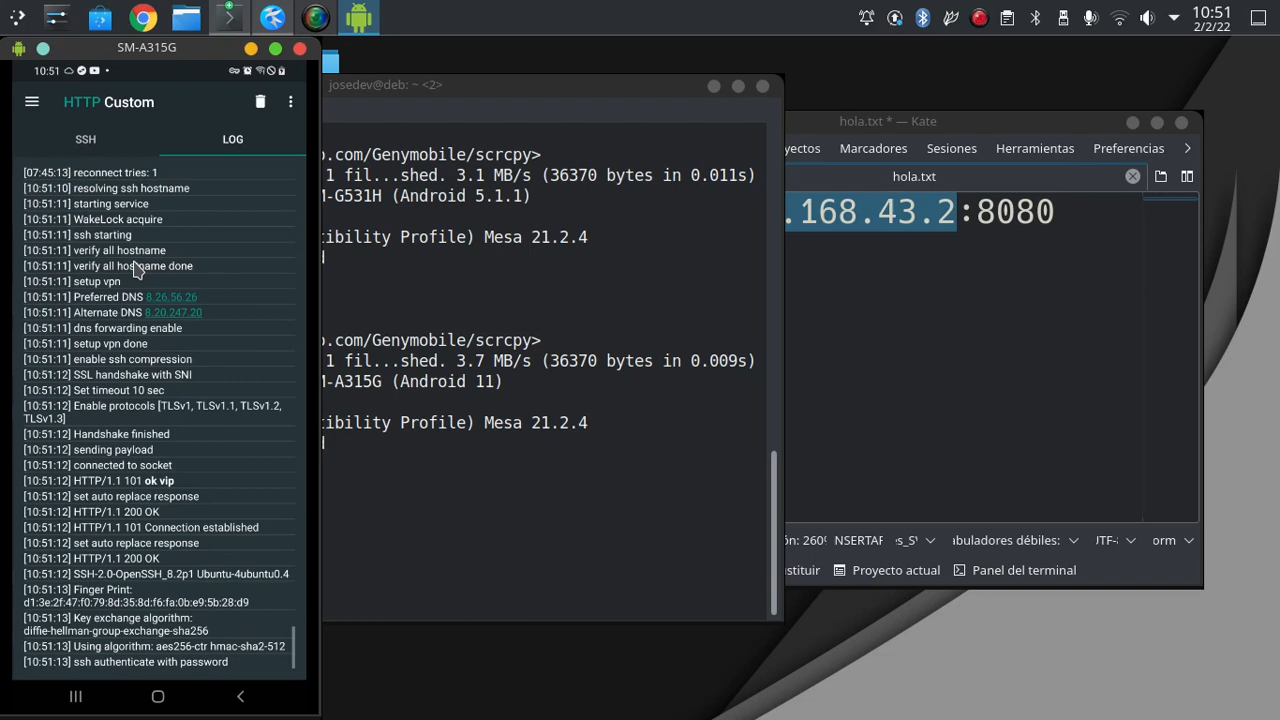 10:51
2/2/22
SM-A315G
10:51
HTTP Custom
SSH
LOG
[07:45:13] reconnect tries: 1
[10:51:10] resolving ssh hostname
[10:51:11] starting service
[10:51:11] WakeLock acquire
[10:51:11] ssh starting
[10:51:11] verify all hostname
[10:51:11] verify all hostname done
[10:51:11] setup vpn
[10:51:11] Preferred DNS 8.26.56.26
[10:51:11] Alternate DNS 8.20.247.20
[10:51:11] dns forwarding enable
[10:51:11] setup vpn done
[10:51:11] enable ssh compression
[10:51:12] SSL handshake with SNI
[10:51:12] Set timeout 10 sec
[10:51:12] Enable protocols [TLSv1, TLSv1.1, TLSv1.2,
TLSv1.3]
[10:51:12] Handshake finished
[10:51:12] sending payload
[10:51:12] connected to socket
[10:51:12] HTTP/1.1 101 ok vip
[10:51:12] set auto replace response
[10:51:12] HTTP/1.1 200 OK
[10:51:12] HTTP/1.1 101 Connection established
[10:51:12] set auto replace response
[10:51:12] HTTP/1.1 200 OK
[10:51:12] SSH-2.0-OpenSSH_8.2p1 Ubuntu-4ubuntu0.4
[10:51:13] Finger Print:
d1:3e:2f:47:f0:79:8d:35:8d:f6:fa:0b:e9:5b:28:d9
[10:51:13] Key exchange algorithm:
diffie-hellman-group-exchange-sha256
[10:51:13] Using algorithm: aes256-ctr hmac-sha2-512
[10:51:13] ssh authenticate with password
josedev@deb: ~ <2>
.com/Genymobile/scrcpy>
1 fil...shed. 3.1 MB/s (36370 bytes in 0.011s)
M-G531H (Android 5.1.1)
tibility Profile) Mesa 21.2.4
d
.com/Genymobile/scrcpy>
1 fil...shed. 3.7 MB/s (36370 bytes in 0.009s)
M-A315G (Android 11)
tibility Profile) Mesa 21.2.4
d
hola.txt * — Kate
oyectos Marcadores Sesiones Herramientas Preferencias
hola.txt
.168.43.2:8080
ón: 260% INSERTAR es_SV abuladores débiles: UTF- orm
stituir Proyecto actual Panel del terminal